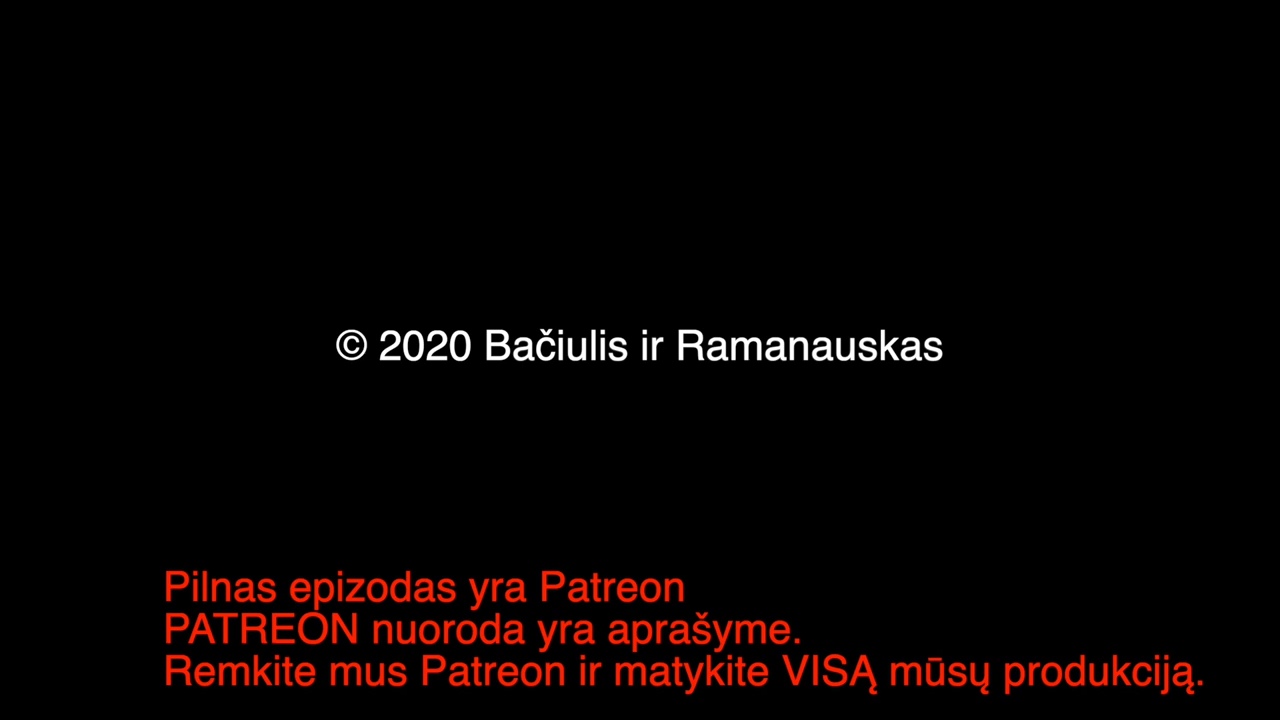 © 2020 Bačiulis ir Ramanauskas
Pilnas epizodas yra Patreon
PATREON nuoroda yra aprašyme.
Remkite mus Patreon ir matykite VISĄ mūsų produkciją.